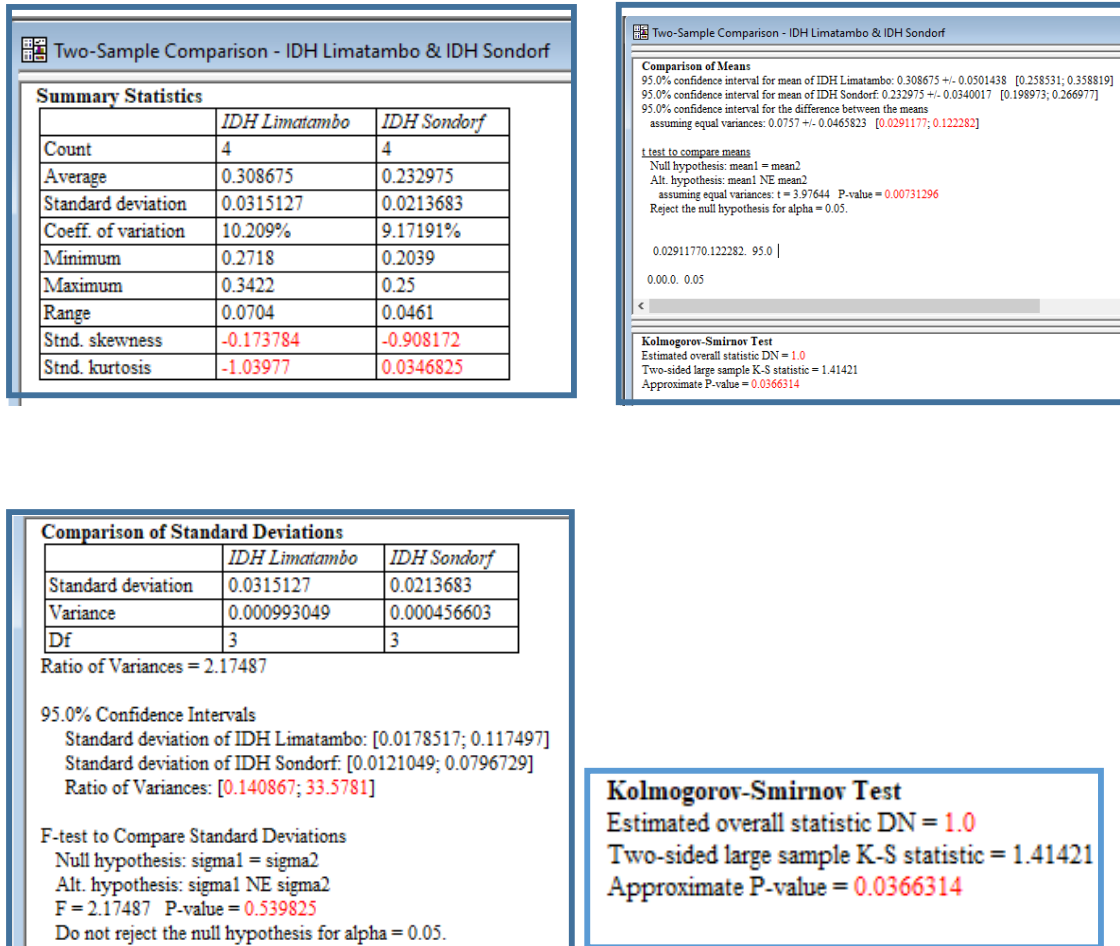 Two-Sample Comparison - IDH Limatambo & IDH Sondorf
Summary Statistics
IDH Limatambo IDH Sondorf
Count 4 4
Average 0.308675 0.232975
Standard deviation 0.0315127 0.0213683
Coeff. of variation 10.209% 9.17191%
Minimum 0.2718 0.2039
Maximum 0.3422 0.25
Range 0.0704 0.0461
Stnd. skewness -0.173784 -0.908172
Stnd. kurtosis -1.03977 0.0346825
Two-Sample Comparison - IDH Limatambo & IDH Sondorf
Comparison of Means
95.0% confidence interval for mean of IDH Limatambo: 0.308675 +/- 0.0501438 [0.258531; 0.358819]
95.0% confidence interval for mean of IDH Sondorf: 0.232975 +/- 0.0340017 [0.198973; 0.266977]
95.0% confidence interval for the difference between the means
assuming equal variances: 0.0757 +/- 0.0465823 [0.0291177; 0.122282]
t test to compare means
Null hypothesis: mean1 = mean2
Alt. hypothesis: mean1 NE mean2
assuming equal variances: t = 3.97644 P-value = 0.00731296
Reject the null hypothesis for alpha = 0.05.
0.02911770.122282. 95.0
0.00.0. 0.05
Kolmogorov-Smirnov Test
Estimated overall statistic DN = 1.0
Two-sided large sample K-S statistic = 1.41421
Approximate P-value = 0.0366314
Comparison of Standard Deviations
IDH Limatambo IDH Sondorf
Standard deviation 0.0315127 0.0213683
Variance 0.000993049 0.000456603
Df 3 3
Ratio of Variances = 2.17487
95.0% Confidence Intervals
Standard deviation of IDH Limatambo: [0.0178517; 0.117497]
Standard deviation of IDH Sondorf: [0.0121049; 0.0796729]
Ratio of Variances: [0.140867; 33.5781]
F-test to Compare Standard Deviations
Null hypothesis: sigma1 = sigma2
Alt. hypothesis: sigma1 NE sigma2
F = 2.17487 P-value = 0.539825
Do not reject the null hypothesis for alpha = 0.05.
Kolmogorov-Smirnov Test
Estimated overall statistic DN = 1.0
Two-sided large sample K-S statistic = 1.41421
Approximate P-value = 0.0366314